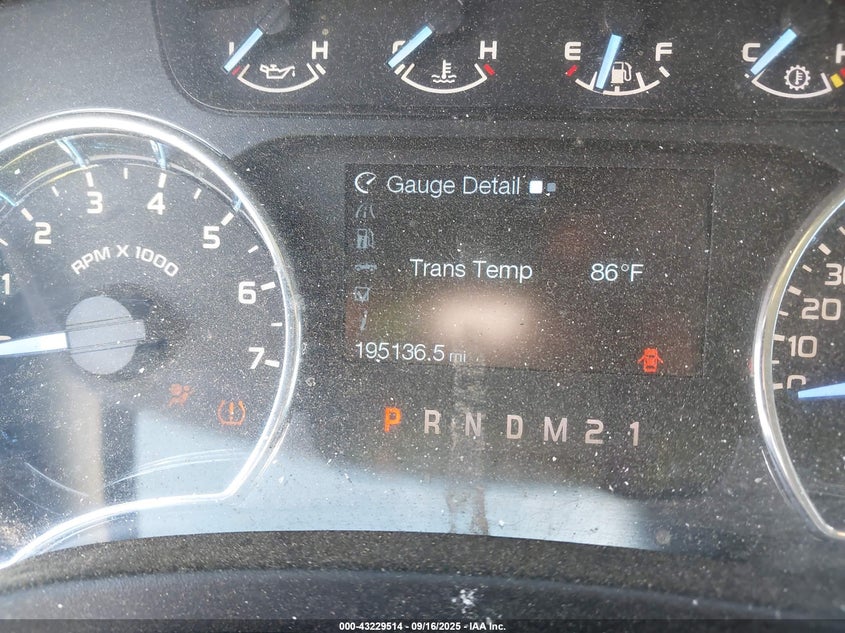 L H C H E F C H
Gauge Detail
1 2 3 4 5 6 7
RPM X 1000
Trans Temp 86°F
195136.5 mi
0 10 20
P R N D M 2 1
000-43229514 - 09/16/2025 - IAA Inc.